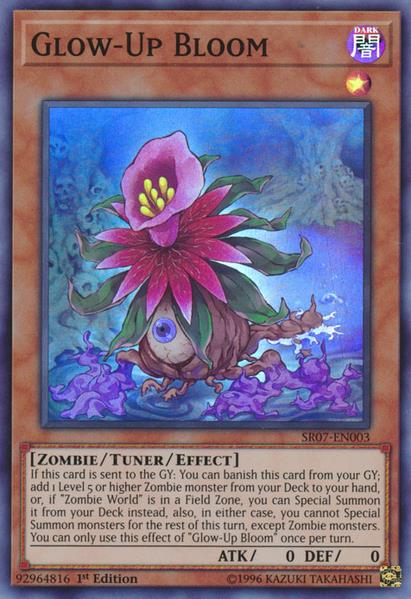 GLOW-UP BLOOM
DARK
闇
SR07-EN003
[ZOMBIE/TUNER/EFFECT]
If this card is sent to the GY: You can banish this card from your GY;
add 1 Level 5 or higher Zombie monster from your Deck to your hand,
or, if "Zombie World" is in a Field Zone, you can Special Summon
it from your Deck instead, also, in either case, you cannot Special
Summon monsters for the rest of this turn, except Zombie monsters.
You can only use this effect of "Glow-Up Bloom" once per turn.
ATK/ 0 DEF/ 0
92964816 1st Edition ©1996 KAZUKI TAKAHASHI